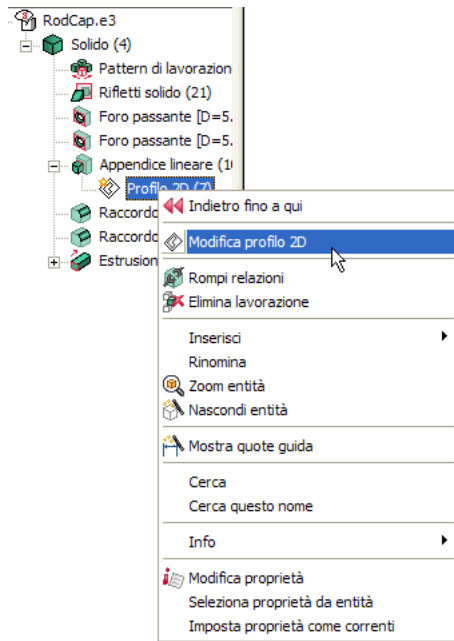 RodCap.e3
Solido (4)
Pattern di lavorazion
Rifletti solido (21)
Foro passante [D=5.
Foro passante [D=5.
Appendice lineare (1
Profilo 2D (7)
Raccordo
Raccordo
Estrusion
Indietro fino a qui
Modifica profilo 2D
Rompi relazioni
Elimina lavorazione
Inserisci
Rinomina
Zoom entità
Nascondi entità
Mostra quote guida
Cerca
Cerca questo nome
Info
Modifica proprietà
Seleziona proprietà da entità
Imposta proprietà come correnti